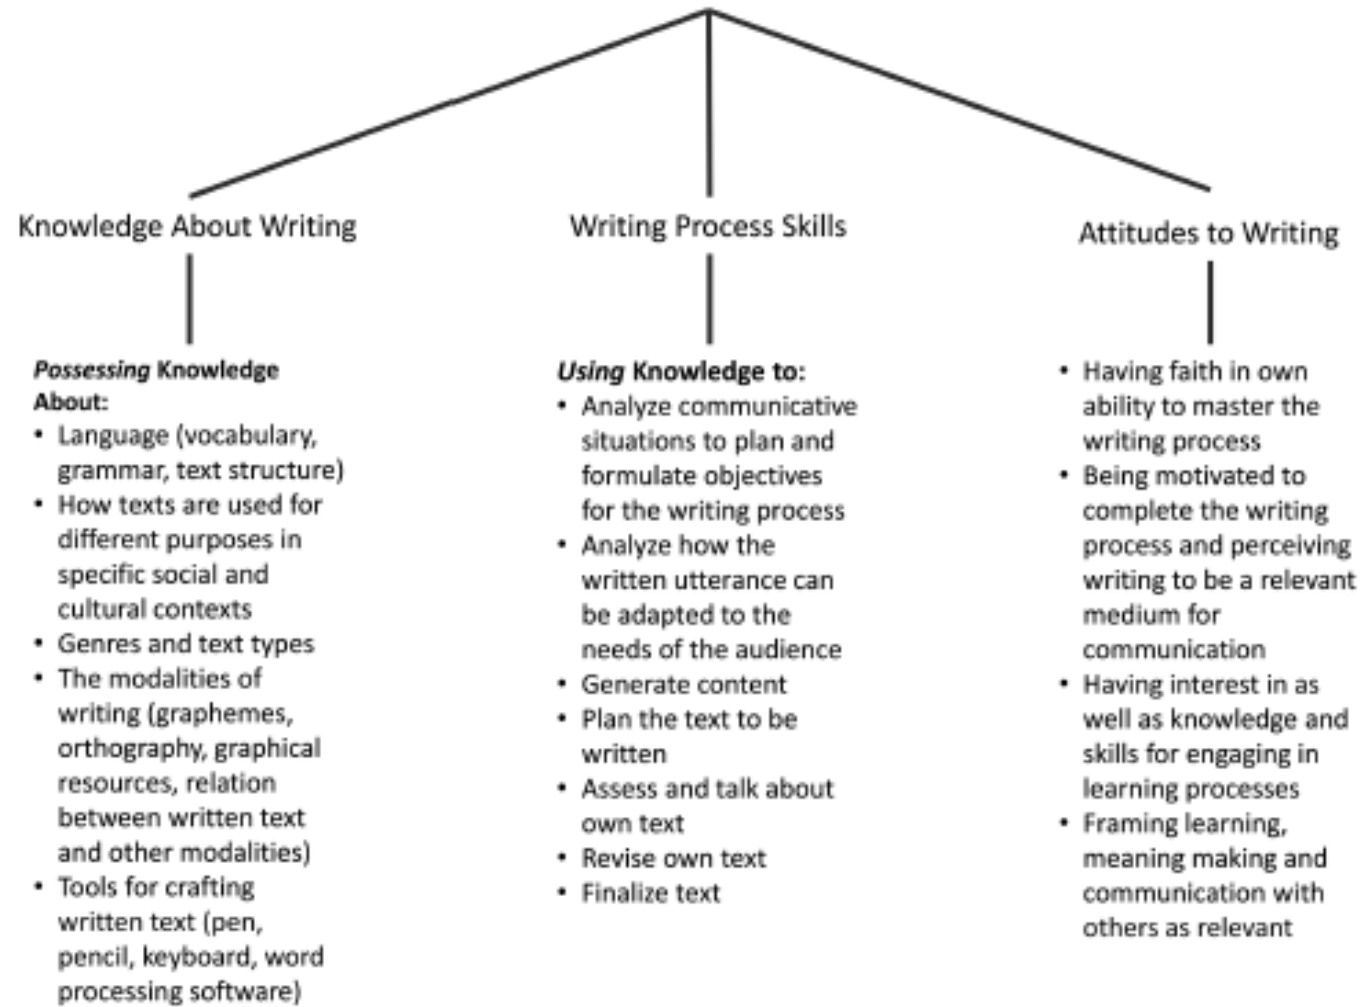 Knowledge About Writing
Possessing Knowledge
About:
• Language (vocabulary,
grammar, text structure)
• How texts are used for
different purposes in
specific social and
cultural contexts
• Genres and text types
• The modalities of
writing (graphemes,
orthography, graphical
resources, relation
between written text
and other modalities)
• Tools for crafting
written text (pen,
pencil, keyboard, word
processing software)
Writing Process Skills
Using Knowledge to:
• Analyze communicative
situations to plan and
formulate objectives
for the writing process
• Analyze how the
written utterance can
be adapted to the
needs of the audience
• Generate content
• Plan the text to be
written
• Assess and talk about
own text
• Revise own text
• Finalize text
Attitudes to Writing
• Having faith in own
ability to master the
writing process
• Being motivated to
complete the writing
process and perceiving
writing to be a relevant
medium for
communication
• Having interest in as
well as knowledge and
skills for engaging in
learning processes
• Framing learning,
meaning making and
communication with
others as relevant